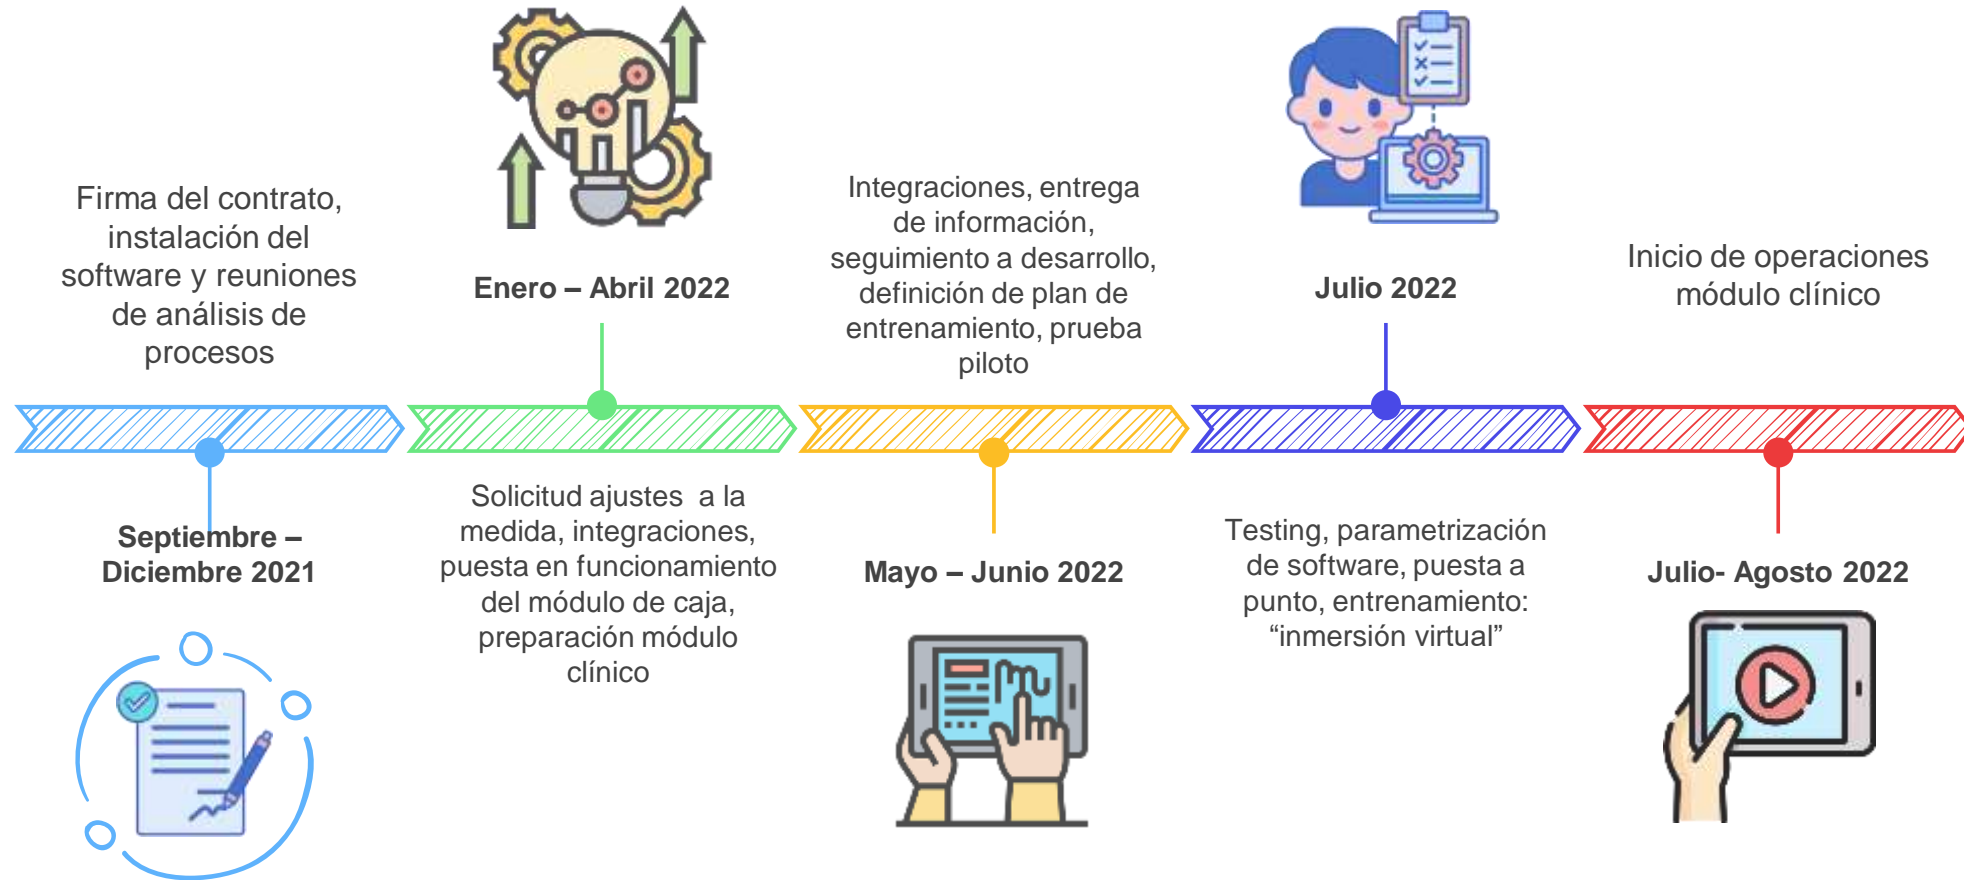 Firma del contrato,
instalación del
software y reuniones
de análisis de
procesos
Septiembre –
Diciembre 2021
Enero – Abril 2022
Solicitud ajustes  a la
medida, integraciones,
puesta en funcionamiento
del módulo de caja,
preparación módulo
clínico
Integraciones, entrega
de información,
seguimiento a desarrollo,
definición de plan de
entrenamiento, prueba
piloto
Mayo – Junio 2022
Julio 2022
Testing, parametrización
de software, puesta a
punto, entrenamiento:
“inmersión virtual”
Inicio de operaciones
módulo clínico
Julio- Agosto 2022